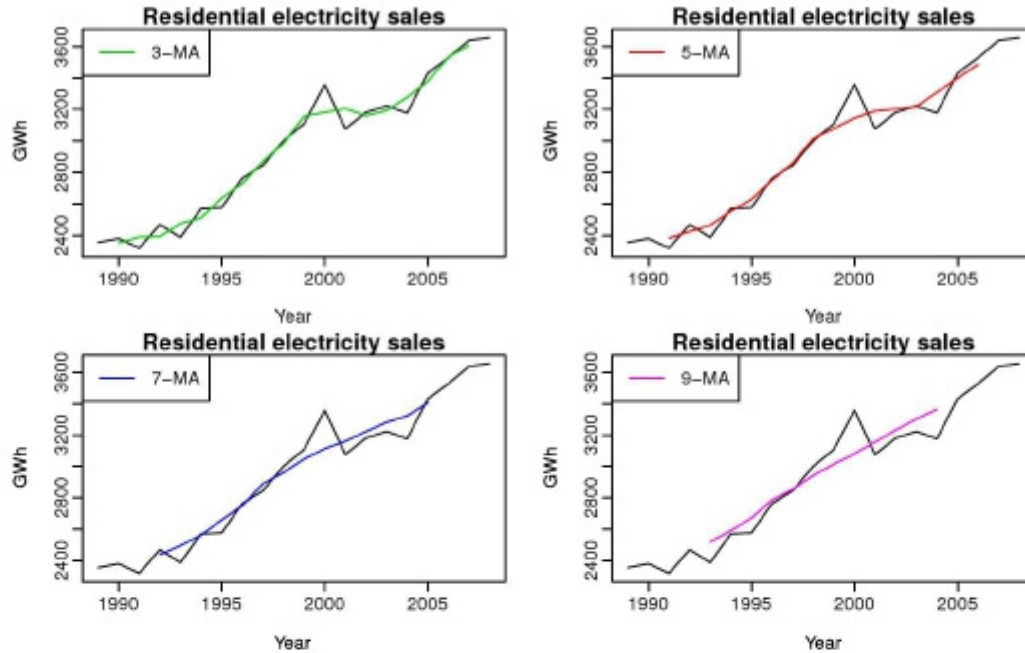 Residential electricity sales
3-MA
GWh
3600
3200
2800
2400
1990 1995 2000 2005
Year
Residential electricity sales
5-MA
GWh
3600
3200
2800
2400
1990 1995 2000 2005
Year
Residential electricity sales
7-MA
GWh
3600
3200
2800
2400
1990 1995 2000 2005
Year
Residential electricity sales
9-MA
GWh
3600
3200
2800
2400
1990 1995 2000 2005
Year